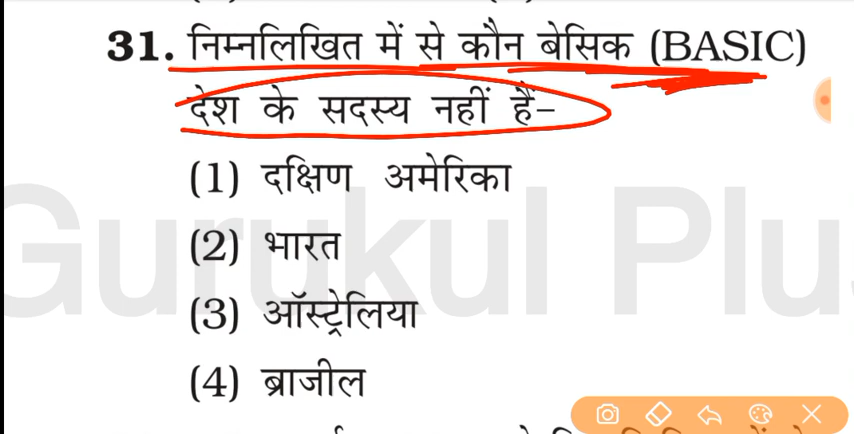 31. निम्नलिखित में से कौन बेसिक (BASIC)
देश के सदस्य नहीं हैं–
(1) दक्षिण अमेरिका
(2) भारत
(3) ऑस्ट्रेलिया
(4) ब्राजील
Gurukul Plu